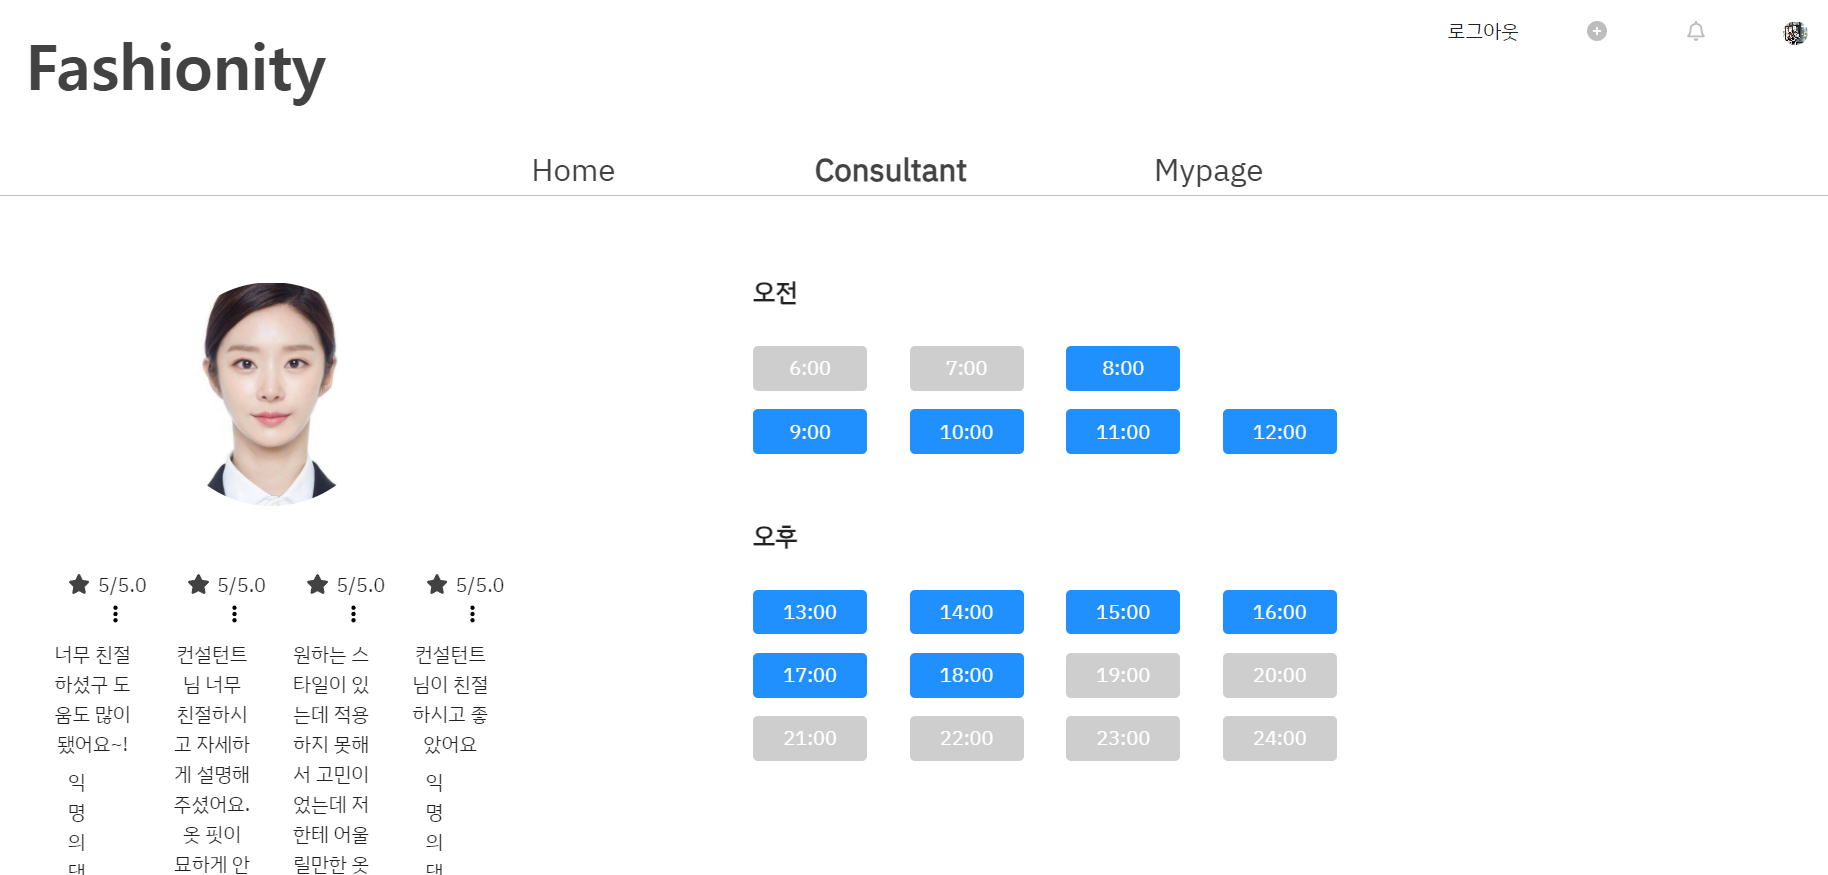 로그아웃
Fashionity
Home
Consultant
Mypage
오전
6:00
7:00
8:00
9:00
10:00
11:00
12:00
오후
13:00
14:00
15:00
16:00
17:00
18:00
19:00
20:00
21:00
22:00
23:00
24:00
5/5.0
너무 친절
하셨구 도
움도 많이
됐어요~!
익
명
의
5/5.0
컨설턴트
님 너무
친절하시
고 자세하
게 설명해
주셨어요.
옷 핏이
묘하게 안
5/5.0
원하는 스
타일이 있
는데 적용
하지 못해
서 고민이
었는데 저
한테 어울
릴만한 옷
5/5.0
컨설턴트
님이 친절
하시고 좋
았어요
익
명
의